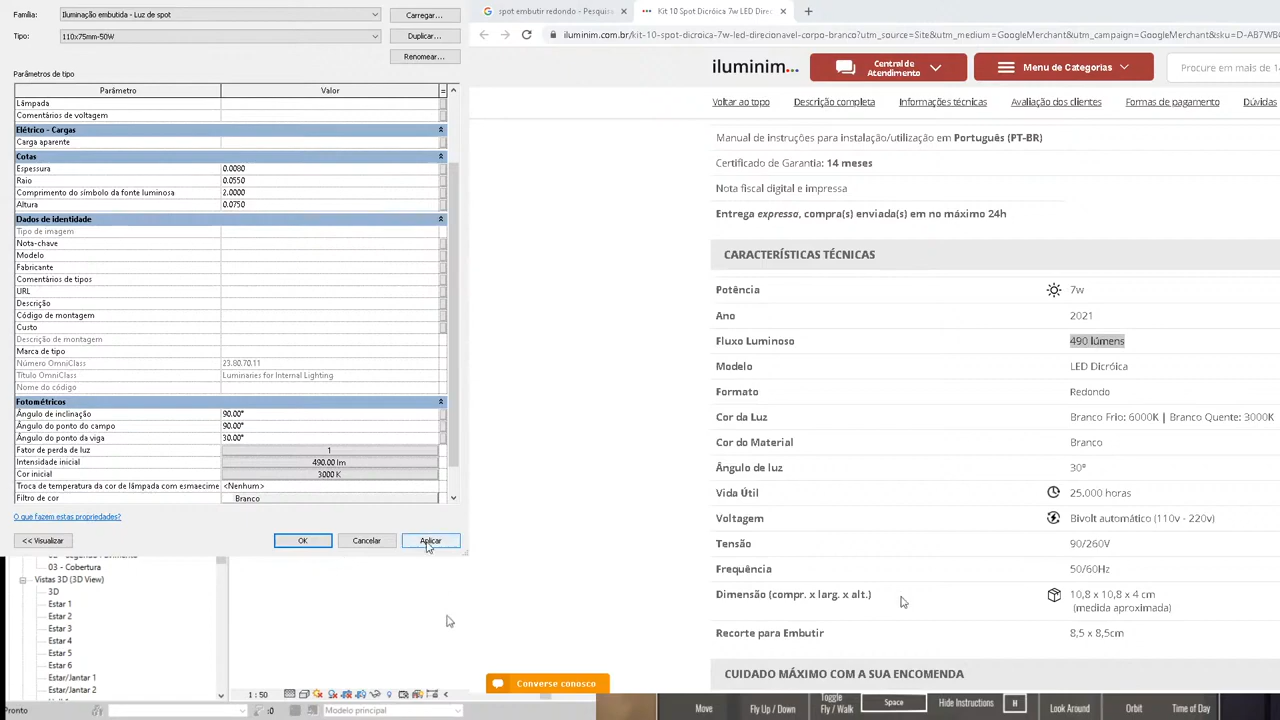 Família:
Iluminação embutida - Luz de spot
Carregar...
Tipo:
110x75mm-50W
Duplicar...
Renomear...
Parâmetros de tipo
Parâmetro
Valor
=
Lâmpada
Comentários de voltagem
Elétrico - Cargas
Carga aparente
Cotas
Espessura
0.0080
Raio
0.0550
Comprimento do símbolo da fonte luminosa
2.0000
Altura
0.0750
Dados de identidade
Tipo de imagem
Nota-chave
Modelo
Fabricante
Comentários de tipos
URL
Descrição
Código de montagem
Custo
Descrição de montagem
Marca de tipo
Número OmniClass
23.80.70.11
Título OmniClass
Luminaries for Internal Lighting
Nome do código
Fotométricos
Ângulo de inclinação
90.00°
Ângulo do ponto do campo
90.00°
Ângulo do ponto da viga
30.00°
Fator de perda de luz
1
Intensidade inicial
490.00 lm
Cor inicial
3000 K
Troca de temperatura da cor de lâmpada com esmaecime
<Nenhum>
Filtro de cor
Branco
O que fazem estas propriedades?
<< Visualizar
OK
Cancelar
Aplicar
03 - Cobertura
Vistas 3D (3D View)
3D
Estar 1
Estar 2
Estar 3
Estar 4
Estar 5
Estar 6
Estar/Jantar 1
Estar/Jantar 2
1 : 50
Pronto
:0
Modelo principal
spot embutir redondo - Pesquisa
Kit 10 Spot Dicróica 7w LED Direc
iluminim.com.br/kit-10-spot-dicroica-7w-led-direcionavel-corpo-branco?utm_source=Site&utm_medium=GoogleMerchant&utm_campaign=GoogleMerchant&sku=D-AB7WB
iluminim...
Central de
Atendimento
Menu de Categorias
Procure em mais de 14
Voltar ao topo
Descrição completa
Informações técnicas
Avaliação dos clientes
Formas de pagamento
Dúvidas
Manual de instruções para instalação/utilização em Português (PT-BR)
Certificado de Garantia: 14 meses
Nota fiscal digital e impressa
Entrega expressa, compra(s) enviada(s) em no máximo 24h
CARACTERÍSTICAS TÉCNICAS
Potência
7w
Ano
2021
Fluxo Luminoso
490 lúmens
Modelo
LED Dicróica
Formato
Redondo
Cor da Luz
Branco Frio: 6000K | Branco Quente: 3000K
Cor do Material
Branco
Ângulo de luz
30º
Vida Útil
25.000 horas
Voltagem
Bivolt automático (110v - 220v)
Tensão
90/260V
Frequência
50/60Hz
Dimensão (compr. x larg. x alt.)
10,8 x 10,8 x 4 cm
(medida aproximada)
Recorte para Embutir
8,5 x 8,5cm
CUIDADO MÁXIMO COM A SUA ENCOMENDA
Converse conosco
Move
Fly Up / Down
Toggle
Fly / Walk
Space
Hide Instructions
H
Look Around
Orbit
Time of Day